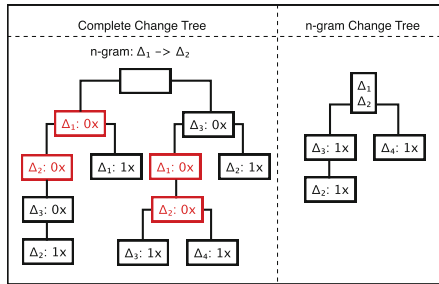 Complete Change Tree
n-gram Change Tree
n-gram: Δ₁ -> Δ₂
Δ₁: 0x
Δ₃: 0x
Δ₂: 0x
Δ₁: 1x
Δ₁: 0x
Δ₂: 1x
Δ₃: 0x
Δ₂: 0x
Δ₂: 1x
Δ₃: 1x
Δ₄: 1x
Δ₁
Δ₂
Δ₃: 1x
Δ₄: 1x
Δ₂: 1x